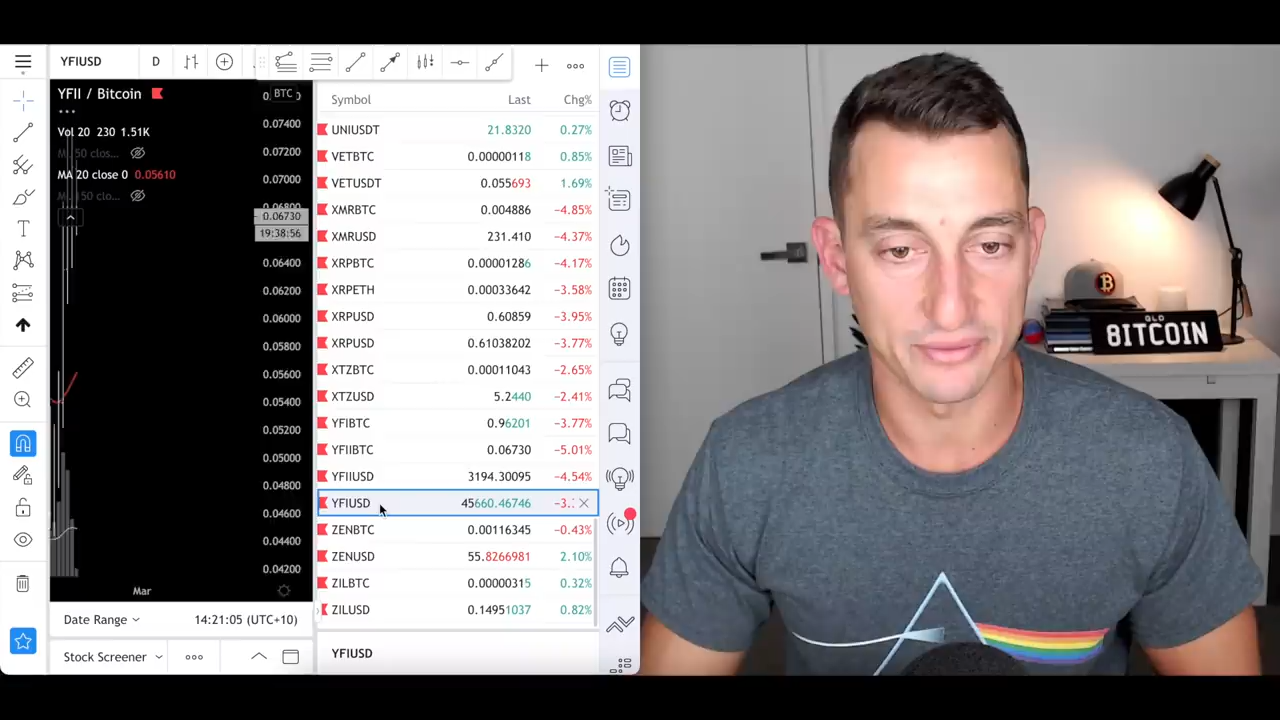 YFIUSD D
YFII / Bitcoin BTC
Vol 20 230 1.51K
MA 20 close 0 0.05610
0.07400
0.07200
0.07000
0.06730
19:38:56
0.06400
0.06200
0.06000
0.05800
0.05600
0.05400
0.05200
0.05000
0.04800
0.04600
0.04400
0.04200
Mar
Date Range 14:21:05 (UTC+10)
Stock Screener
Symbol Last Chg%
UNIUSDT 21.8320 0.27%
VETBTC 0.00000118 0.85%
VETUSDT 0.055693 1.69%
XMRBTC 0.004886 −4.85%
XMRUSD 231.410 −4.37%
XRPBTC 0.00001286 −4.17%
XRPETH 0.00033642 −3.58%
XRPUSD 0.60859 −3.95%
XRPUSD 0.61038202 −3.77%
XTZBTC 0.00011043 −2.65%
XTZUSD 5.2440 −2.41%
YFIBTC 0.96201 −3.77%
YFIIBTC 0.06730 −5.01%
YFIIUSD 3194.30095 −4.54%
YFIUSD 45660.46746 −3.
ZENBTC 0.00116345 −0.43%
ZENUSD 55.8266981 2.10%
ZILBTC 0.00000315 0.32%
ZILUSD 0.14951037 0.82%
YFIUSD
QLD
BITCOIN